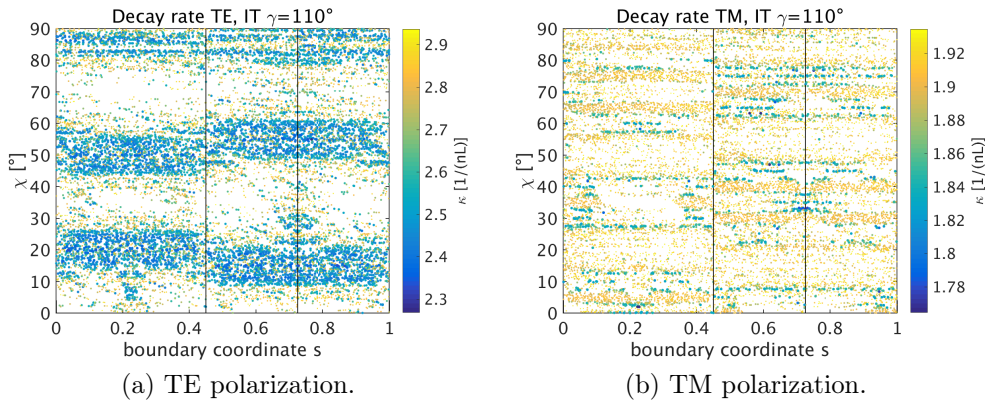 Decay rate TE, IT γ=110°
90
80
70
60
50
40
30
20
10
0
χ [°]
0 0.2 0.4 0.6 0.8 1
boundary coordinate s
2.9
2.8
2.7
2.6
2.5
2.4
2.3
κ [1/(nL)]
(a) TE polarization.
Decay rate TM, IT γ=110°
90
80
70
60
50
40
30
20
10
0
χ [°]
0 0.2 0.4 0.6 0.8 1
boundary coordinate s
1.92
1.9
1.88
1.86
1.84
1.82
1.8
1.78
κ [1/(nL)]
(b) TM polarization.